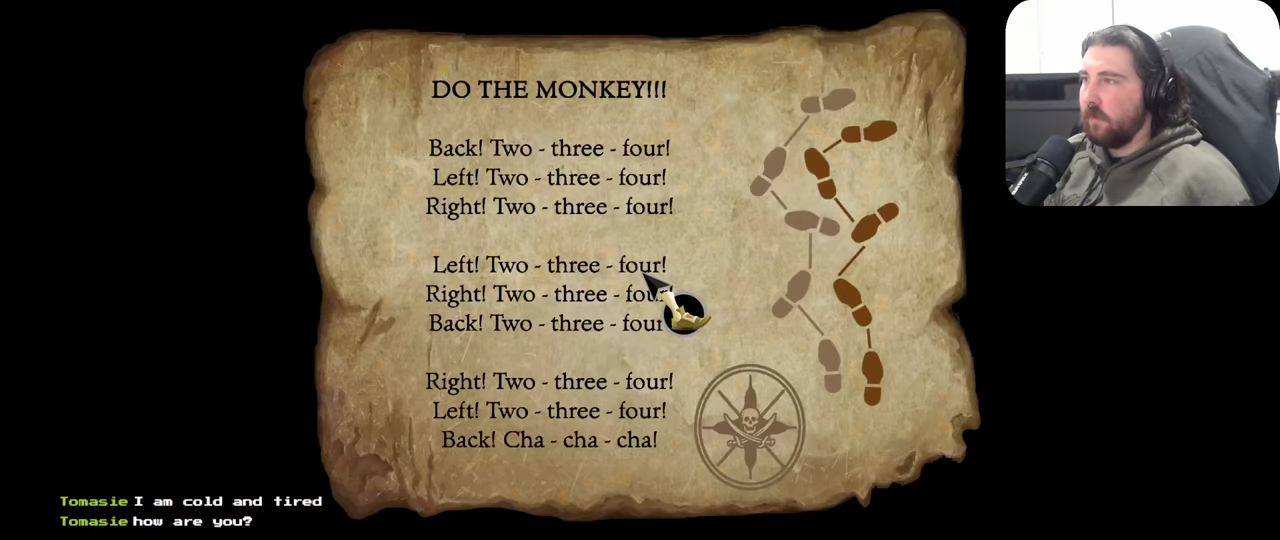 DO THE MONKEY!!!
Back! Two - three - four!
Left! Two - three - four!
Right! Two - three - four!
Left! Two - three - four!
Right! Two - three - four!
Back! Two - three - four
Right! Two - three - four!
Left! Two - three - four!
Back! Cha - cha - cha!
Tomasie I am cold and tired
Tomasie how are you?